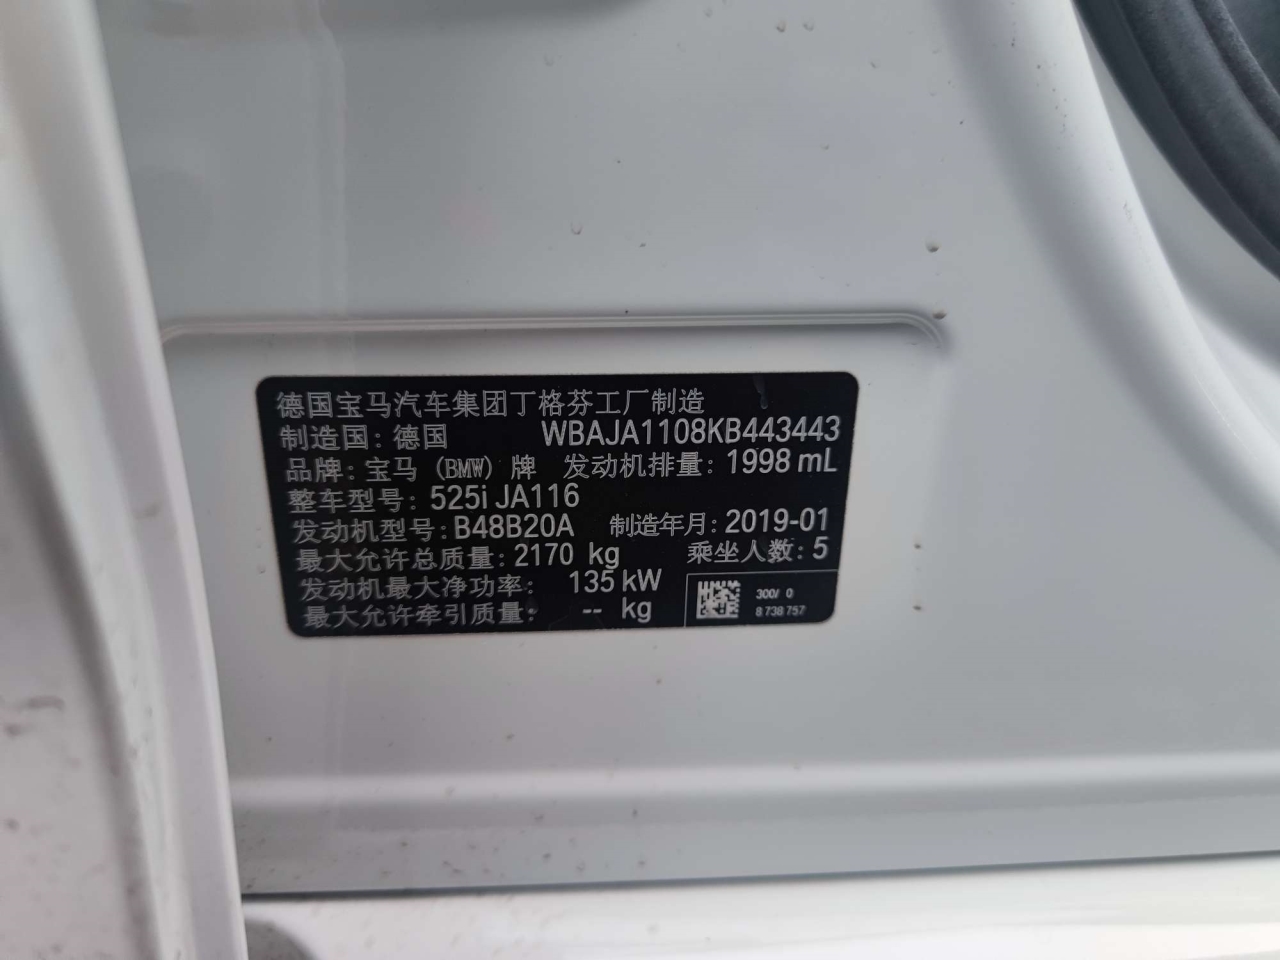 德国宝马汽车集团丁格芬工厂制造
制造国：德国 WBAJA1108KB443443
品牌：宝马 (BMW) 牌 发动机排量：1998 mL
整车型号：525i JA116
发动机型号：B48B20A 制造年月：2019-01
最大允许总质量：2170 kg 乘坐人数：5
发动机最大净功率： 135 kW
最大允许牵引质量： -- kg
300/ 0
8 738 757